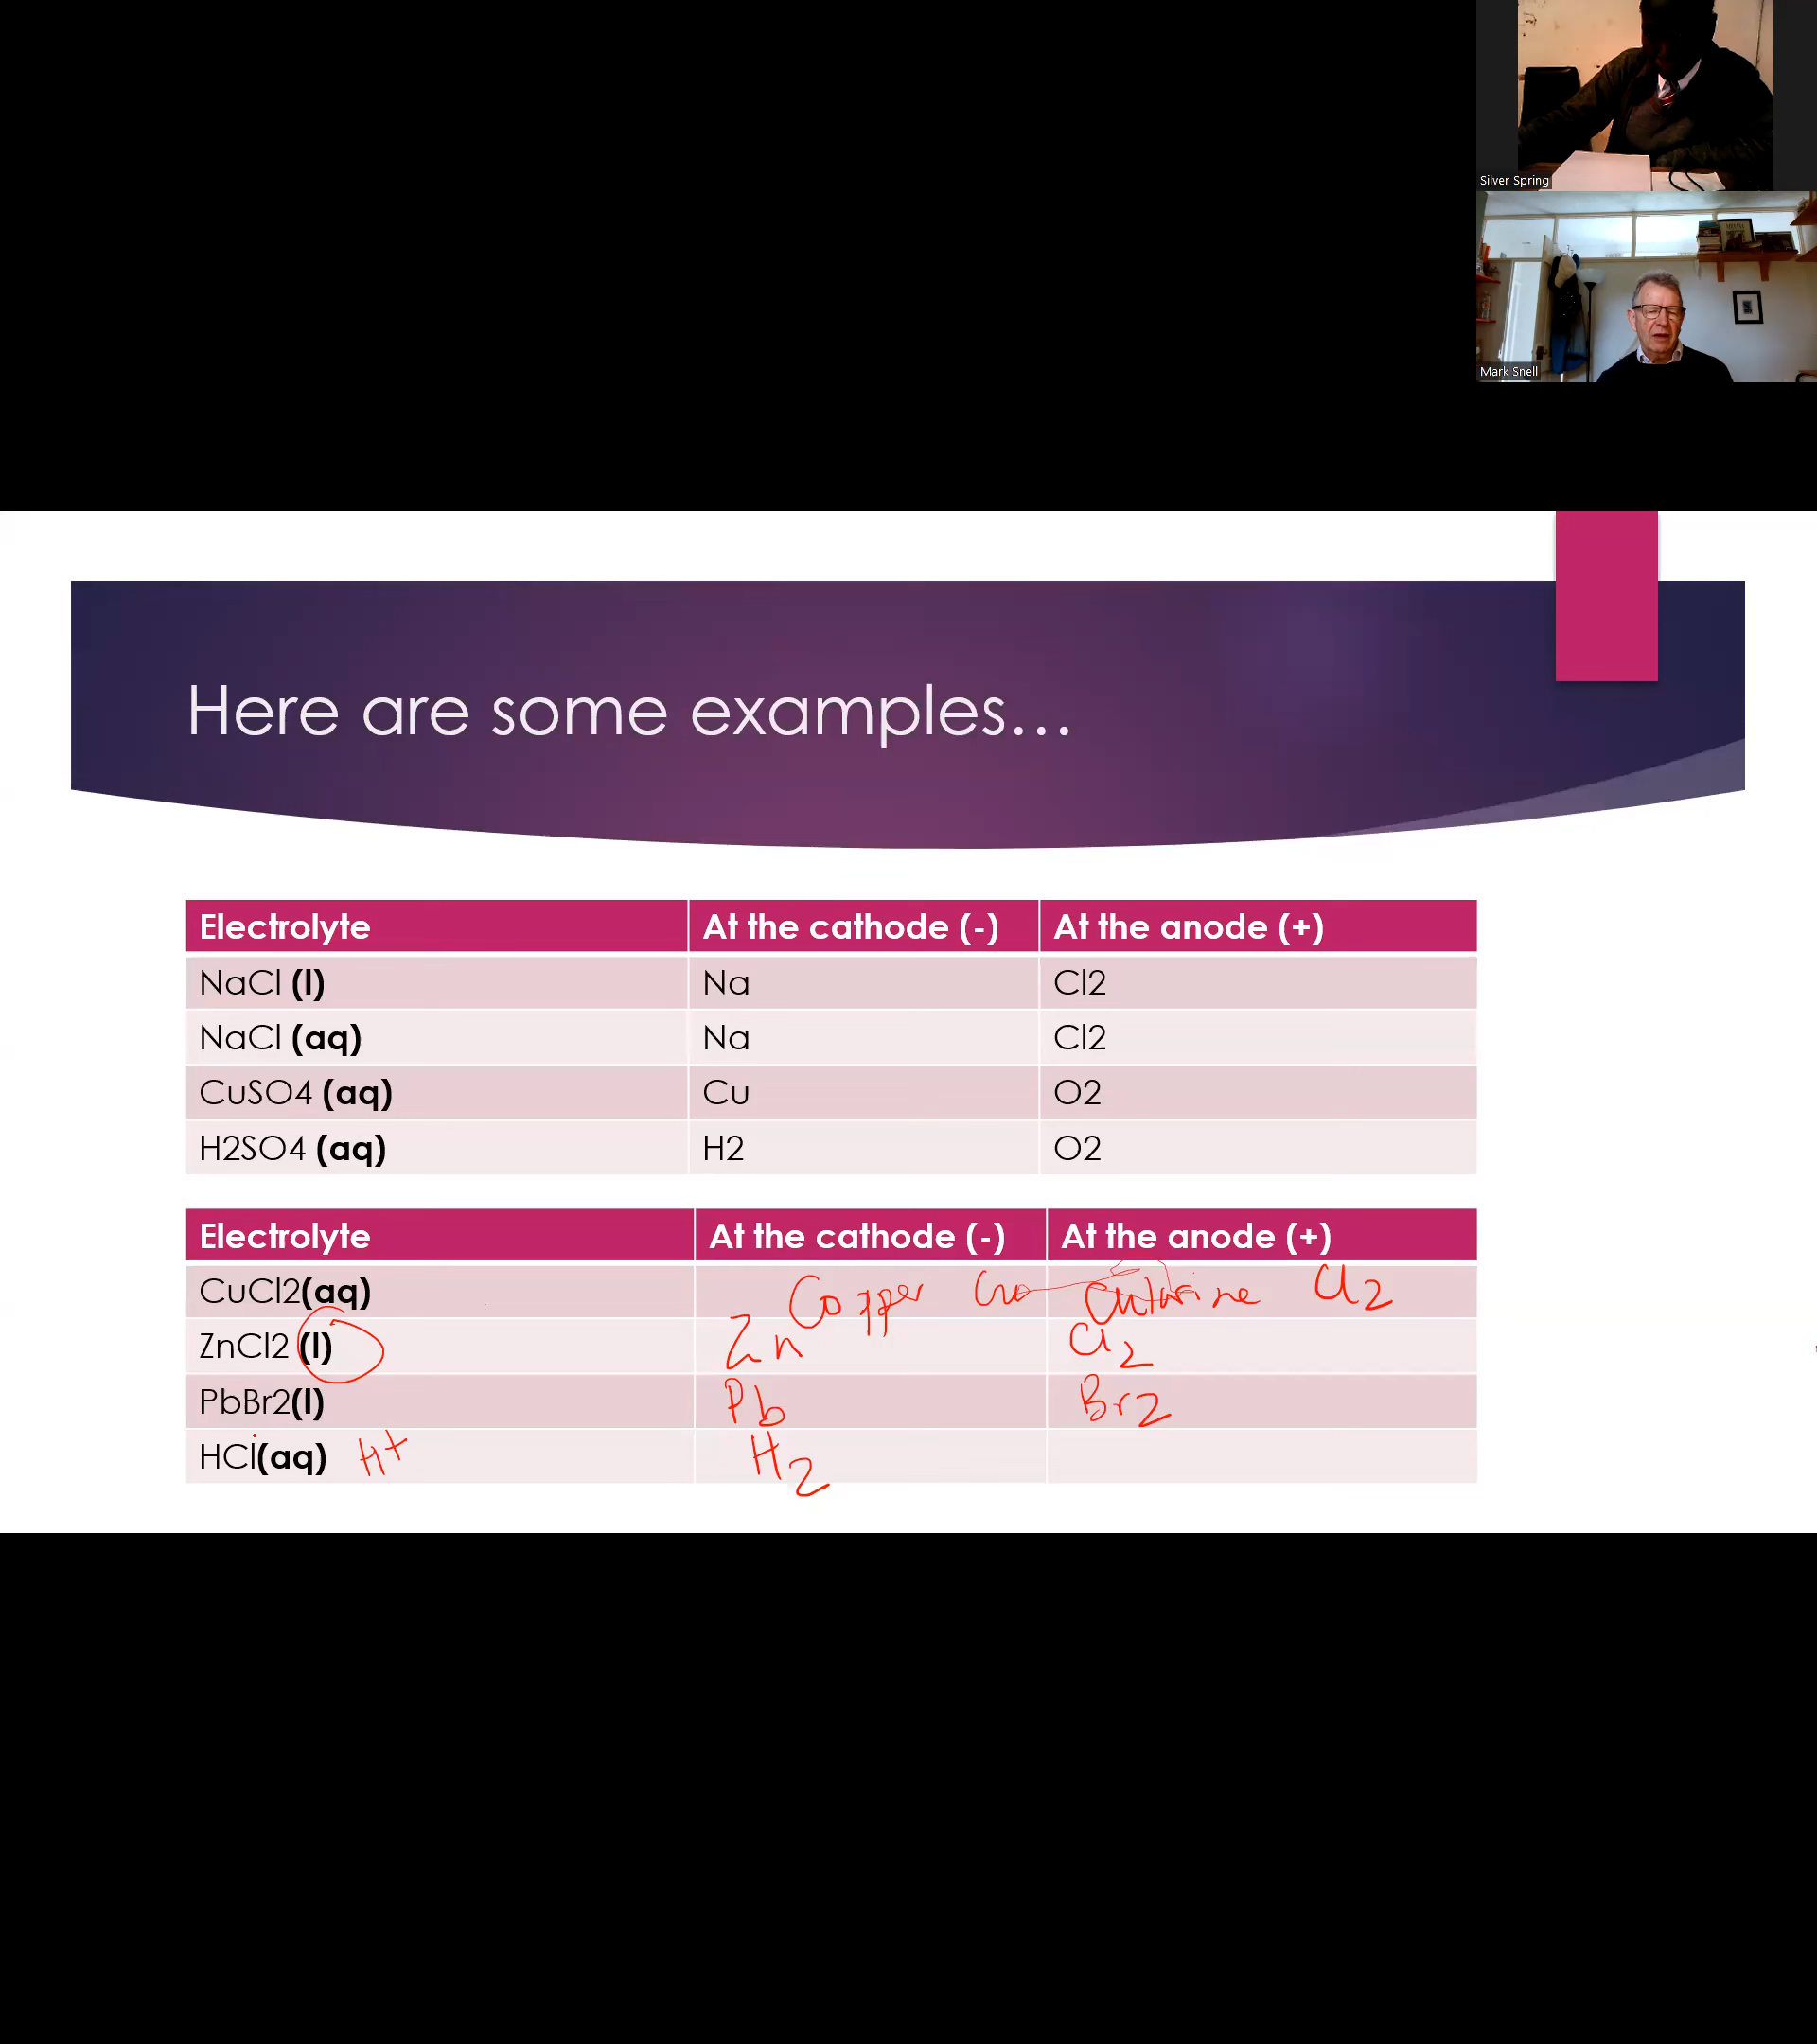 Silver Spring
Mark Snell
Here are some examples...
Electrolyte At the cathode (-) At the anode (+)
NaCl (l) Na Cl2
NaCl (aq) Na Cl2
CuSO4 (aq) Cu O2
H2SO4 (aq) H2 O2
Electrolyte At the cathode (-) At the anode (+)
CuCl2(aq) Copper Chlorine Cl2
ZnCl2 (l) Zn Cl2
PbBr2(l) Pb Br2
HCl(aq) H+ H2